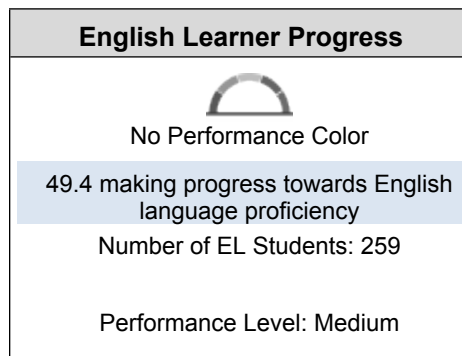 English Learner Progress
No Performance Color
49.4 making progress towards English
language proficiency
Number of EL Students: 259
Performance Level: Medium